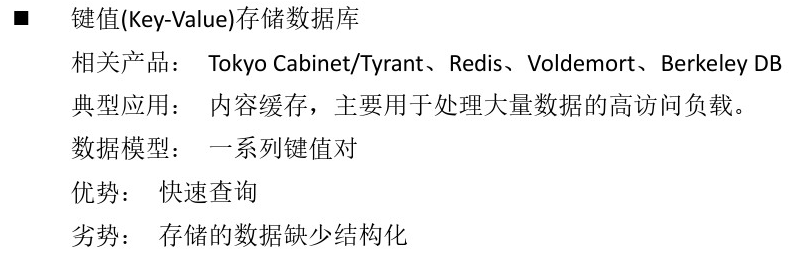 ■ 键值(Key-Value)存储数据库
相关产品： Tokyo Cabinet/Tyrant、Redis、Voldemort、Berkeley DB
典型应用： 内容缓存，主要用于处理大量数据的高访问负载。
数据模型： 一系列键值对
优势： 快速查询
劣势： 存储的数据缺少结构化